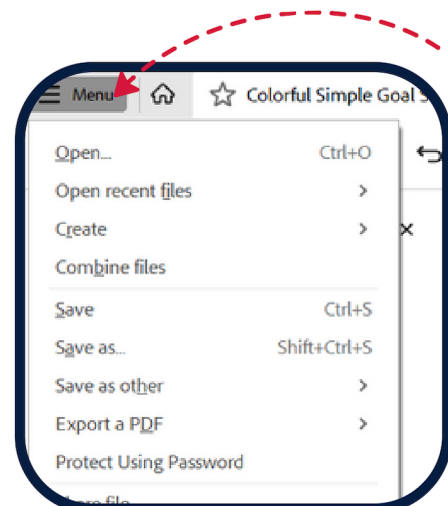 Menu Colorful Simple Goal
Open... Ctrl+O
Open recent files
Create
Combine files
Save Ctrl+S
Save as... Shift+Ctrl+S
Save as other
Export a PDF
Protect Using Password
file